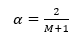 α = 2/(M+1)